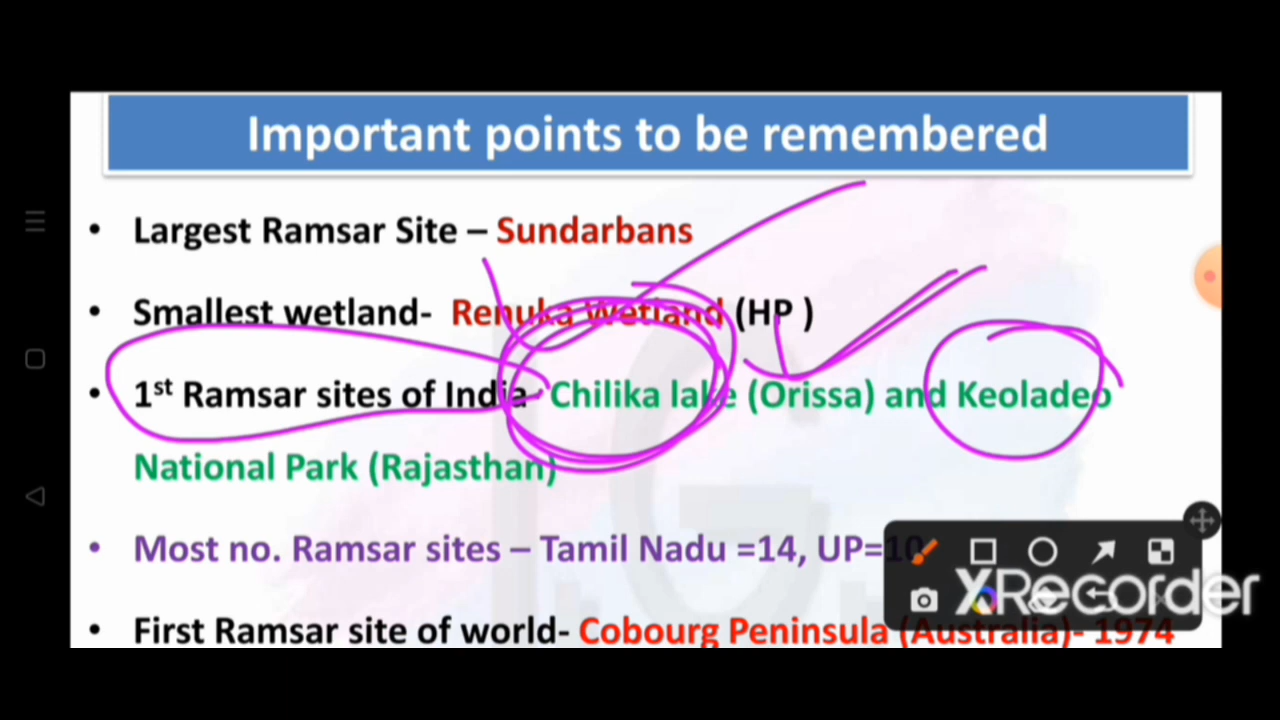 Important points to be remembered
• Largest Ramsar Site – Sundarbans
• Smallest wetland- Renuka Wetland (HP )
• 1st Ramsar sites of India- Chilika lake (Orissa) and Keoladeo
National Park (Rajasthan)
• Most no. Ramsar sites – Tamil Nadu =14, UP=10
XRecorder
• First Ramsar site of world- Cobourg Peninsula (Australia)- 1974